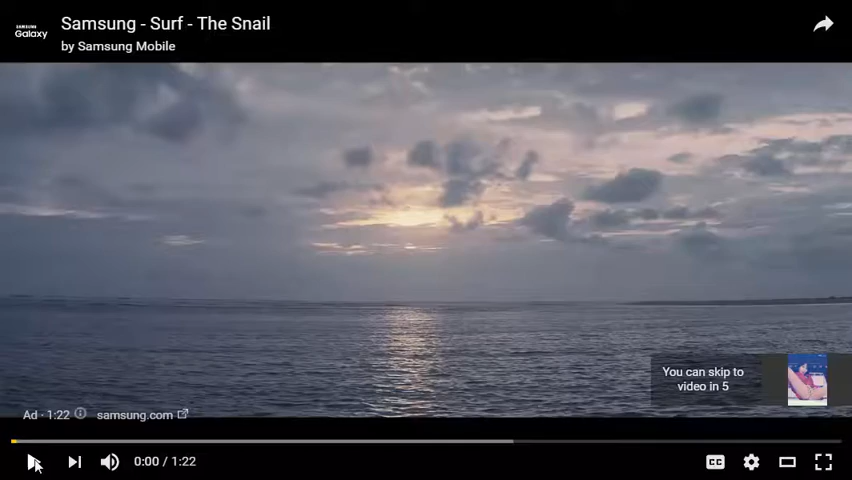 Samsung - Surf - The Snail
SAMSUNG
Galaxy
by Samsung Mobile
You can skip to
video in 5
Ad · 1:22 samsung.com
0:00 / 1:22
CC